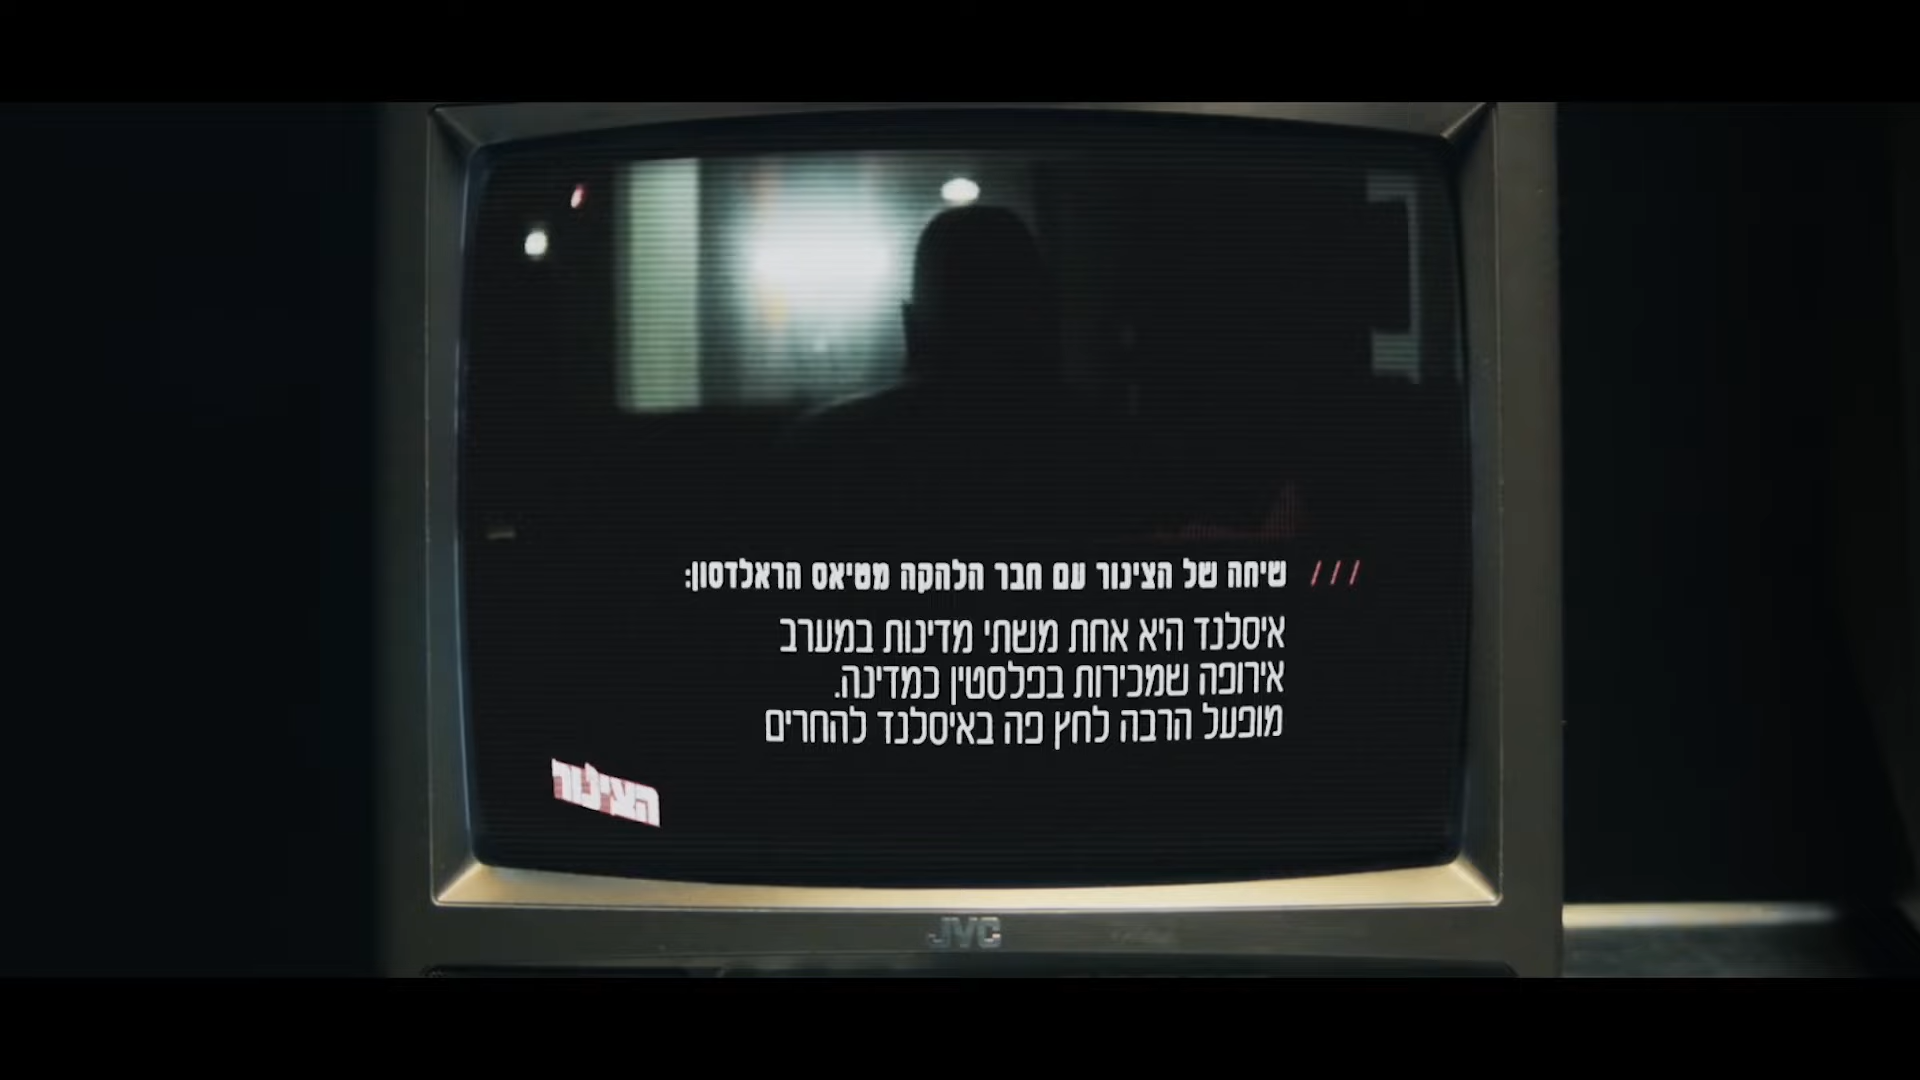 /// שיחה של הצינור עם חבר הלהקה מטיאס הראלדסון:
איסלנד היא אחת משתי מדינות במערב
אירופה שמכירות בפלסטין כמדינה.
מופעל הרבה לחץ פה באיסלנד להחרים
הצינור
JVC